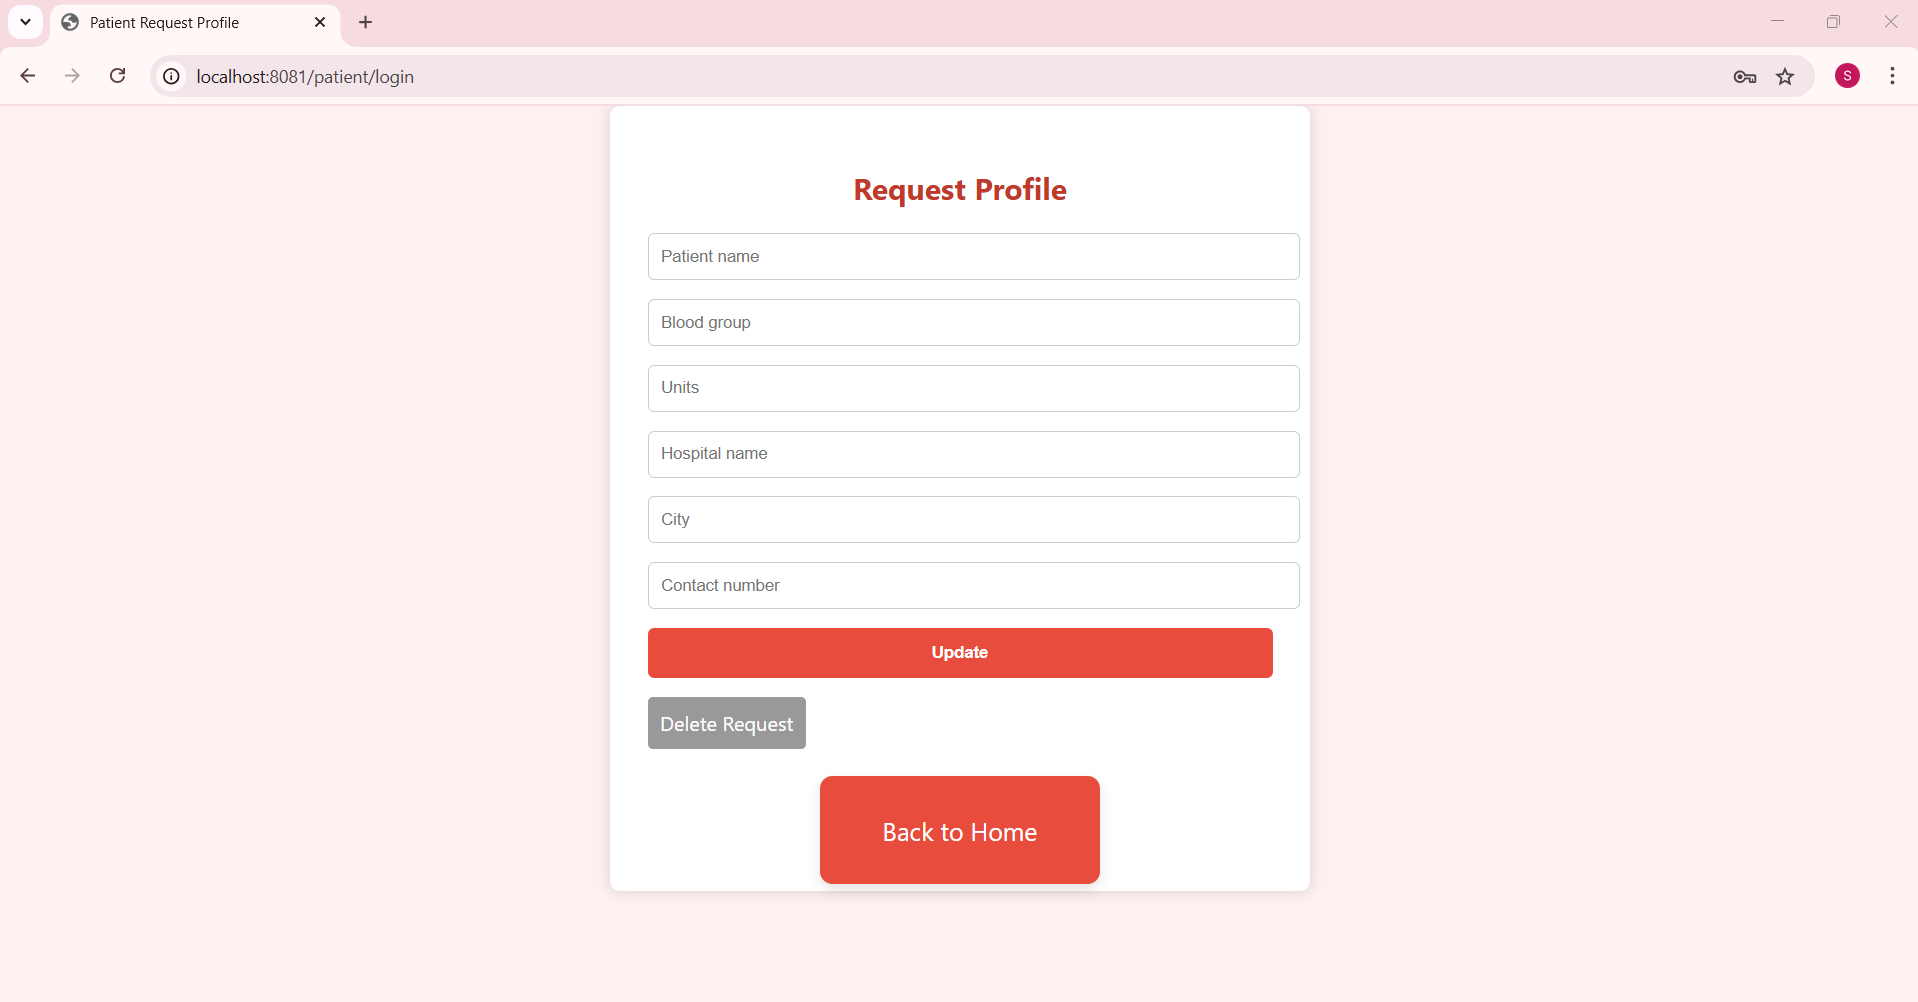 Patient Request Profile
localhost:8081/patient/login
S
Request Profile
Patient name
Blood group
Units
Hospital name
City
Contact number
Update
Delete Request
Back to Home